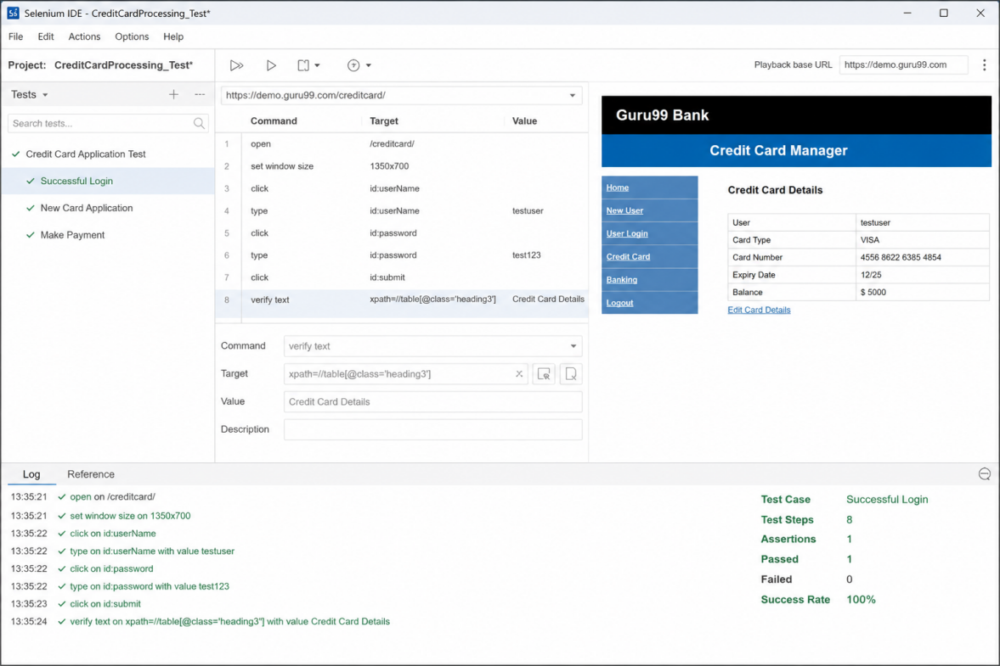 Selenium IDE - CreditCardProcessing_Test*
File Edit Actions Options Help
Project: CreditCardProcessing_Test*
Playback base URL https://demo.guru99.com
Tests
Search tests...
Credit Card Application Test
Successful Login
New Card Application
Make Payment
https://demo.guru99.com/creditcard/
Command Target Value
1 open /creditcard/
2 set window size 1350x700
3 click id:userName
4 type id:userName testuser
5 click id:password
6 type id:password test123
7 click id:submit
8 verify text xpath=//table[@class='heading3'] Credit Card Details
Command verify text
Target xpath=//table[@class='heading3']
Value Credit Card Details
Description
Guru99 Bank
Credit Card Manager
Home
New User
User Login
Credit Card
Banking
Logout
Credit Card Details
User testuser
Card Type VISA
Card Number 4556 8622 6385 4854
Expiry Date 12/25
Balance $ 5000
Edit Card Details
Log Reference
13:35:21 open on /creditcard/
13:35:21 set window size on 1350x700
13:35:22 click on id:userName
13:35:22 type on id:userName with value testuser
13:35:22 click on id:password
13:35:22 type on id:password with value test123
13:35:23 click on id:submit
13:35:24 verify text on xpath=//table[@class='heading3"] with value Credit Card Details
Test Case Successful Login
Test Steps 8
Assertions 1
Passed 1
Failed 0
Success Rate 100%